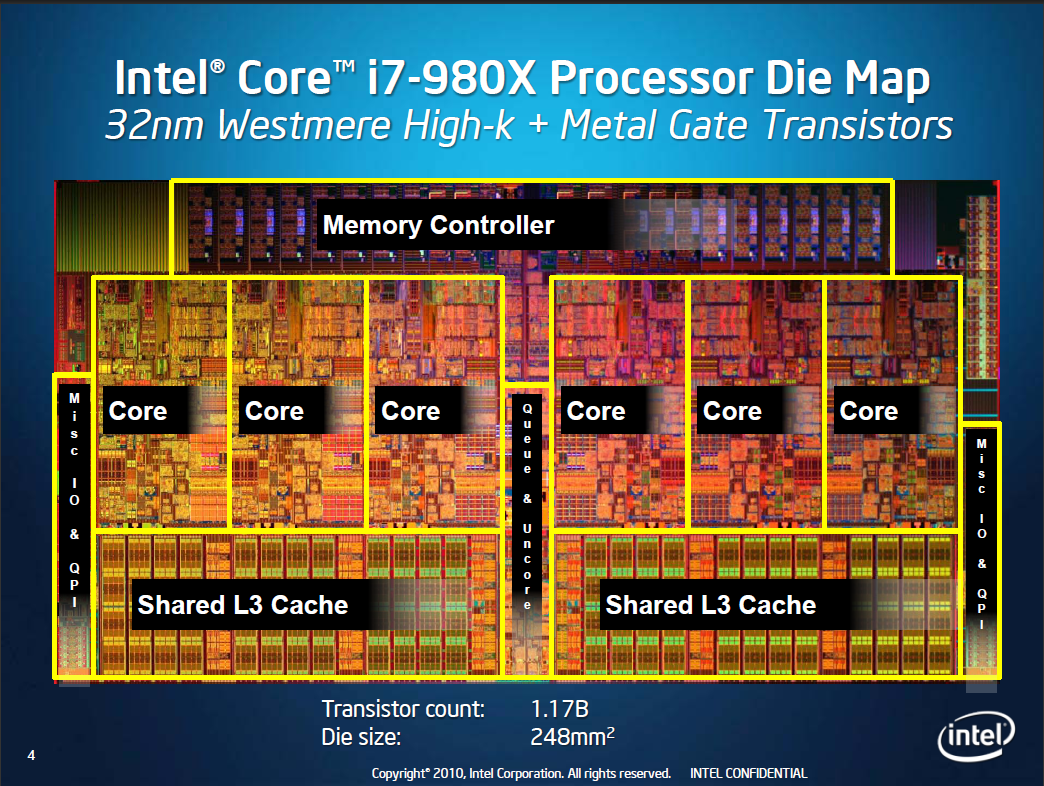 Intel® Core™ i7-980X Processor Die Map
32nm Westmere High-k + Metal Gate Transistors
Memory Controller
Core
Core
Core
Core
Core
Core
Misc IO & QPI
Queue & Uncore
Misc IO & QPI
Shared L3 Cache
Shared L3 Cache
Transistor count: 1.17B
Die size: 248mm²
4
Copyright© 2010, Intel Corporation. All rights reserved. INTEL CONFIDENTIAL
intel®